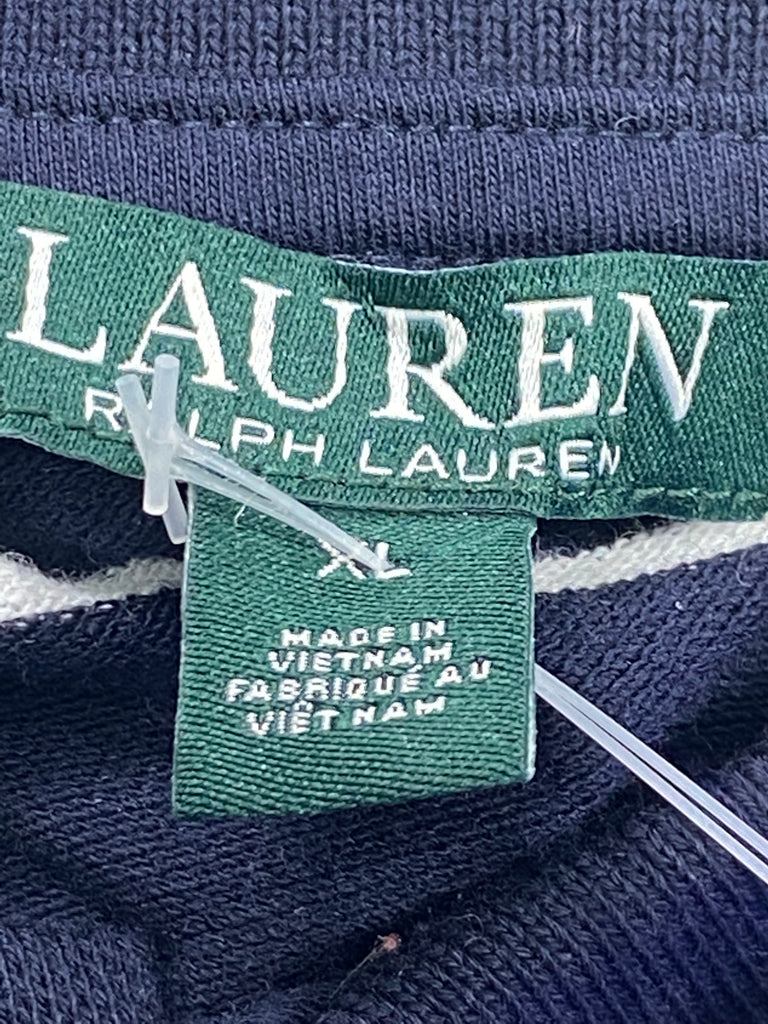 LAUREN
RALPH LAUREN
XL
MADE IN
VIETNAM
FABRIQUÉ AU
VIÊT NAM